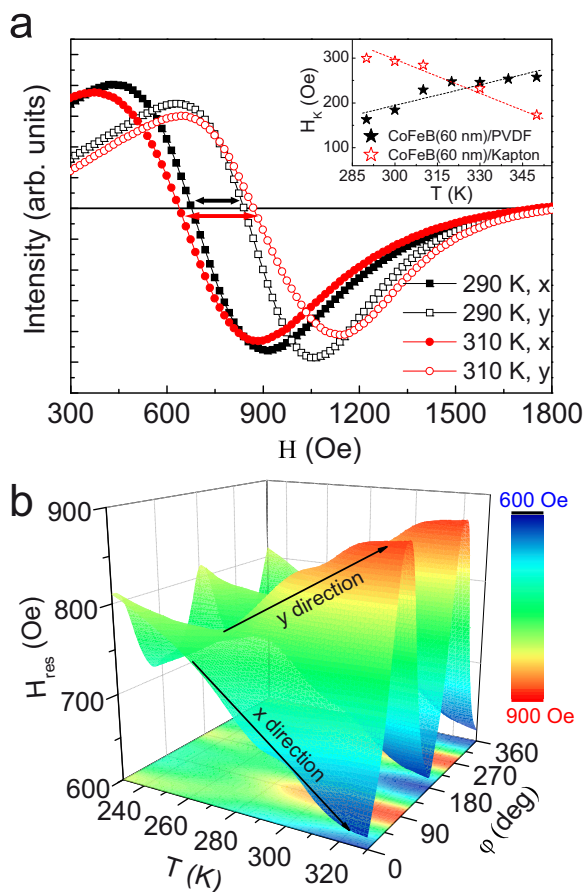 a
Intensity (arb. units)
H_K (Oe)
300
200
100
CoFeB(60 nm)/PVDF
CoFeB(60 nm)/Kapton
285 300 315 330 345
T (K)
290 K, x
290 K, y
310 K, x
310 K, y
300 600 900 1200 1500 1800
H (Oe)
b
900
800
700
600
H_res (Oe)
y direction
x direction
600 Oe
900 Oe
240 260 280 300 320
T (K)
0 90 180 270 360
φ (deg)